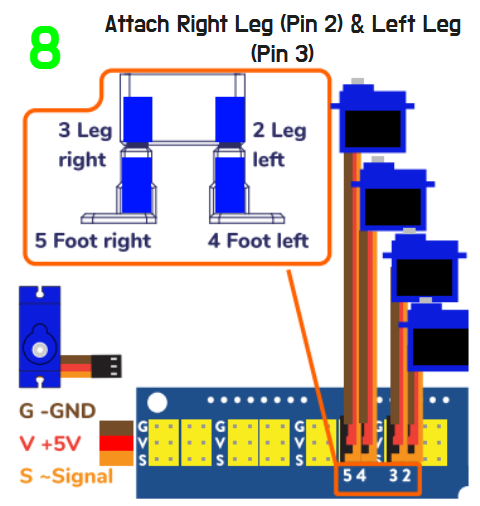 8
Attach Right Leg (Pin 2) & Left Leg
(Pin 3)
3 Leg
right
2 Leg
left
5 Foot right
4 Foot left
G -GND
V +5V
S ~Signal
G G G G
V V V V
S S S S
5 4 3 2